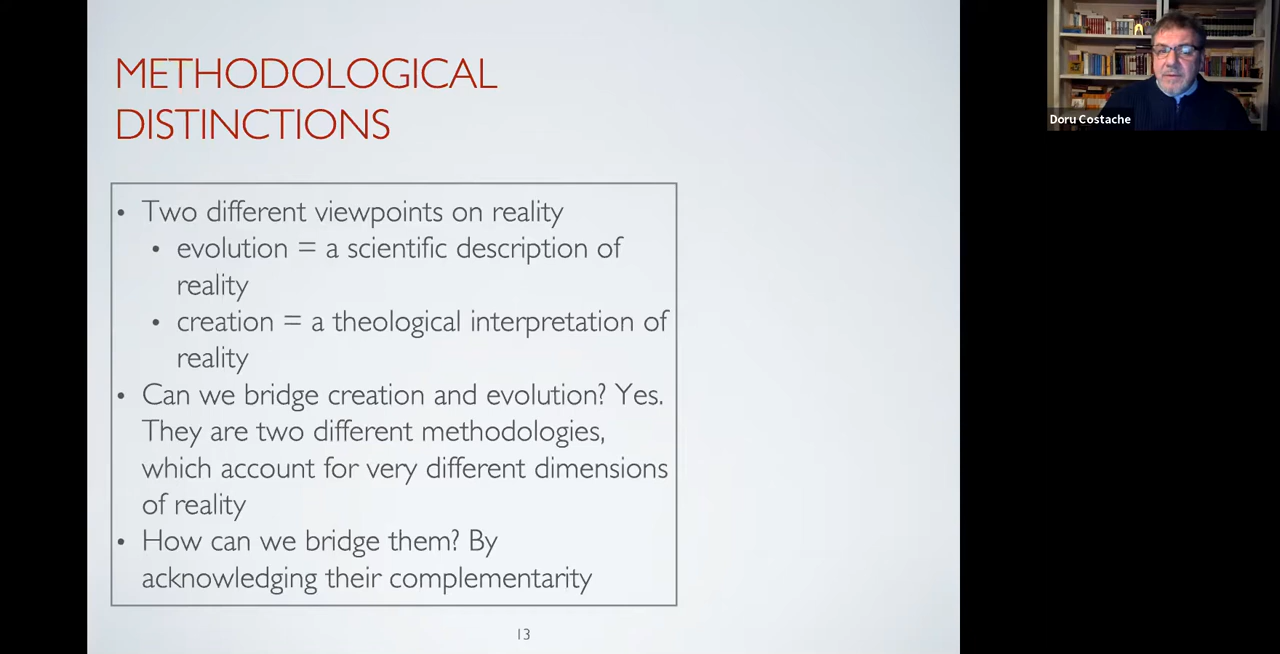 METHODOLOGICAL
DISTINCTIONS
• Two different viewpoints on reality
• evolution = a scientific description of
reality
• creation = a theological interpretation of
reality
• Can we bridge creation and evolution? Yes.
They are two different methodologies,
which account for very different dimensions
of reality
• How can we bridge them? By
acknowledging their complementarity
13
Doru Costache